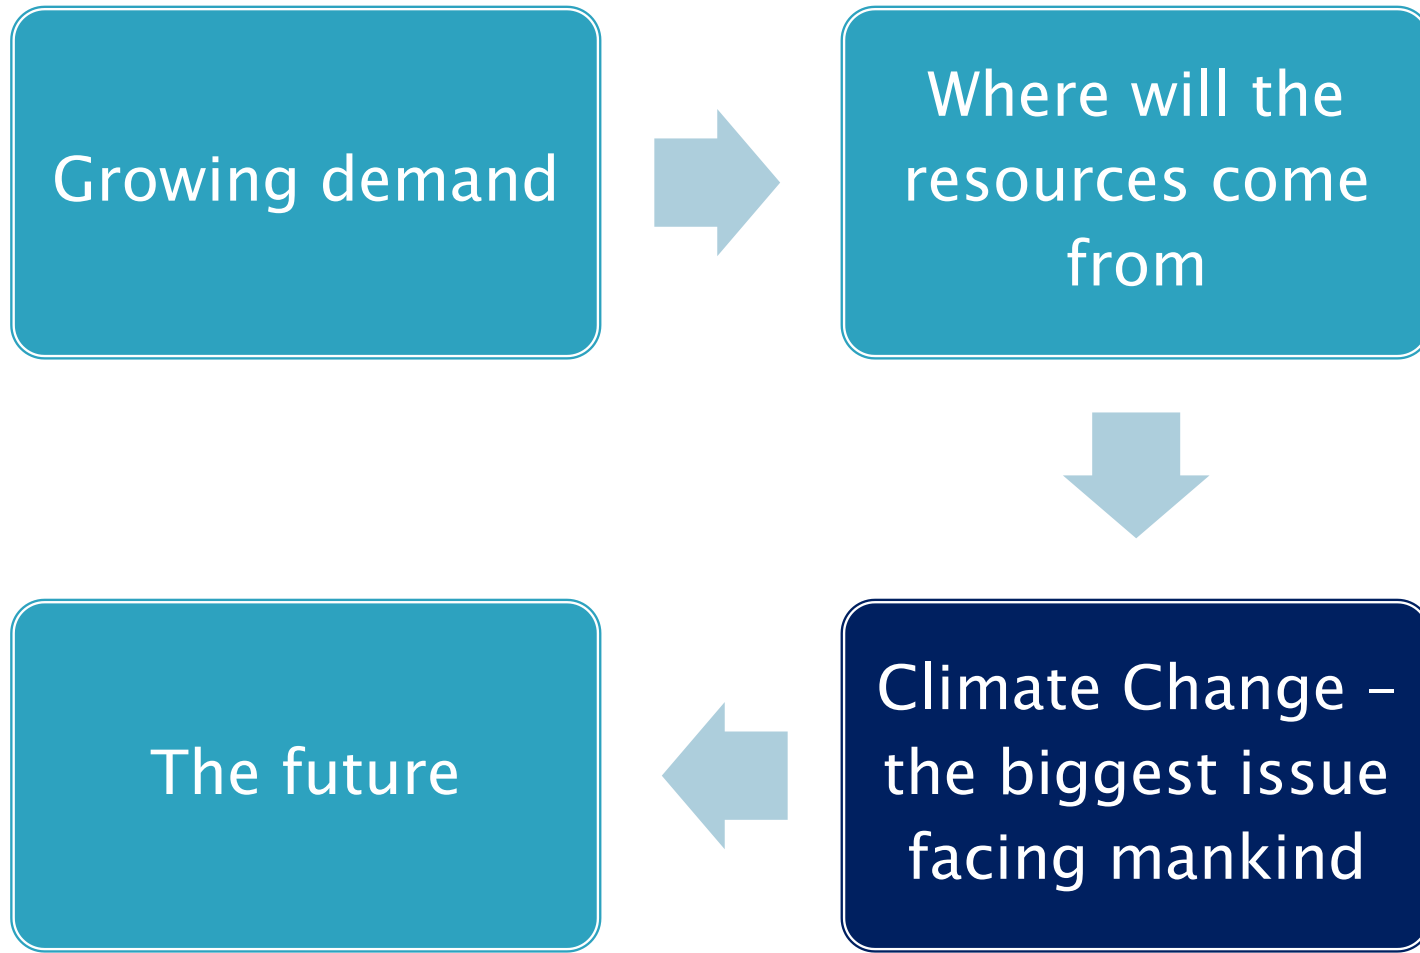 Growing demand
Where will the
resources come
from
Climate Change –
the biggest issue
facing mankind
The future